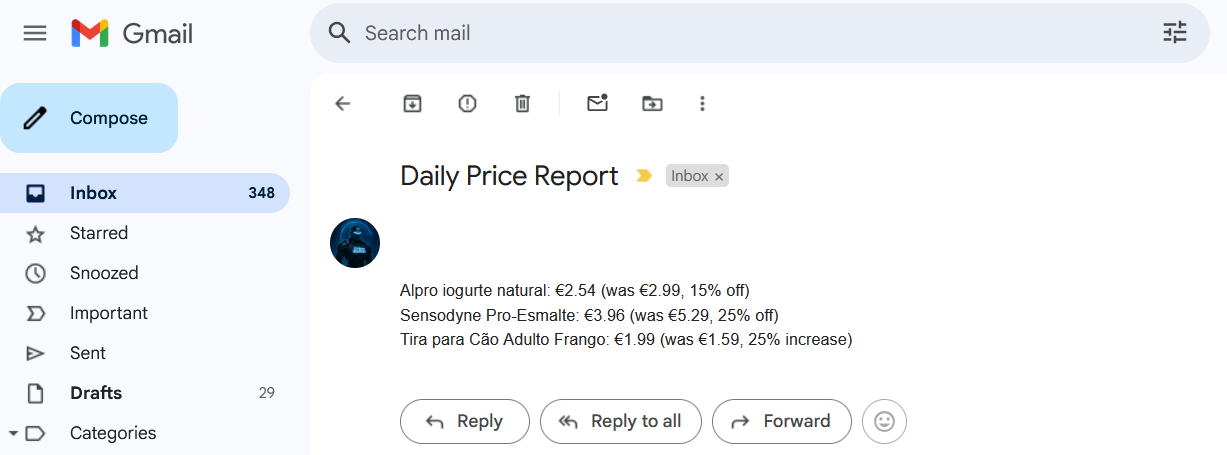 Gmail
Search mail
Compose
Inbox 348
Starred
Snoozed
Important
Sent
Drafts 29
Categories
Daily Price Report Inbox ×
Alpro iogurte natural: €2.54 (was €2.99, 15% off)
Sensodyne Pro-Esmalte: €3.96 (was €5.29, 25% off)
Tira para Cão Adulto Frango: €1.99 (was €1.59, 25% increase)
Reply Reply to all Forward